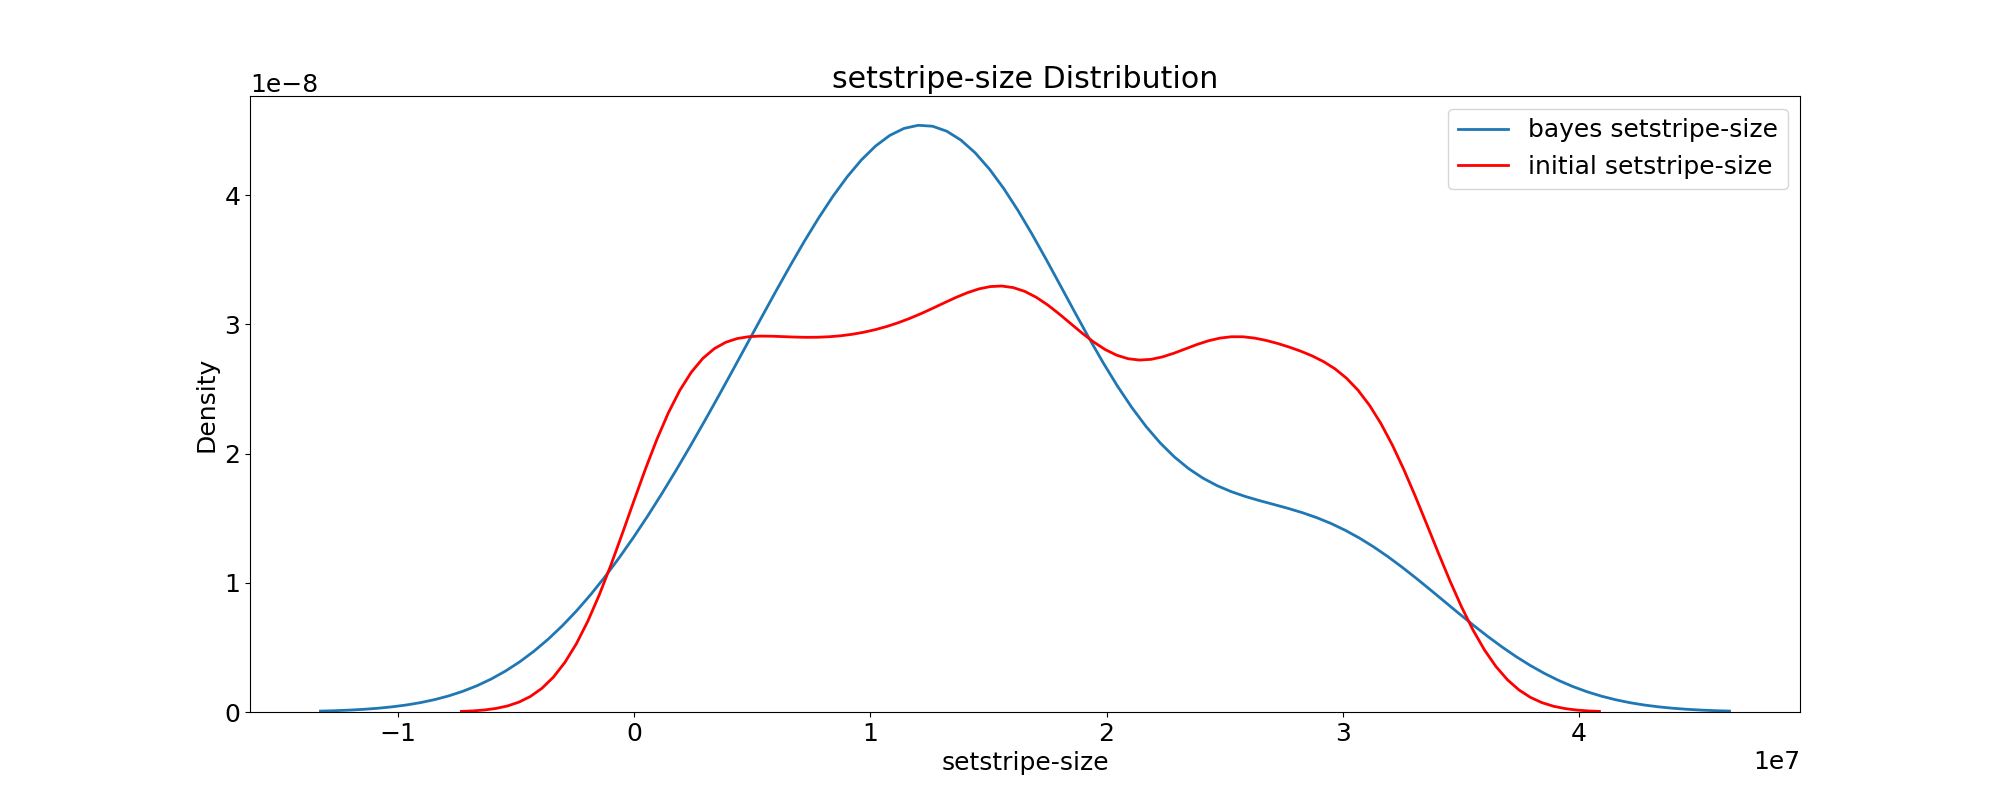 setstripe-size Distribution
1e−8
bayes setstripe-size
initial setstripe-size
Density
4
3
2
1
0
−1 0 1 2 3 4
setstripe-size
1e7